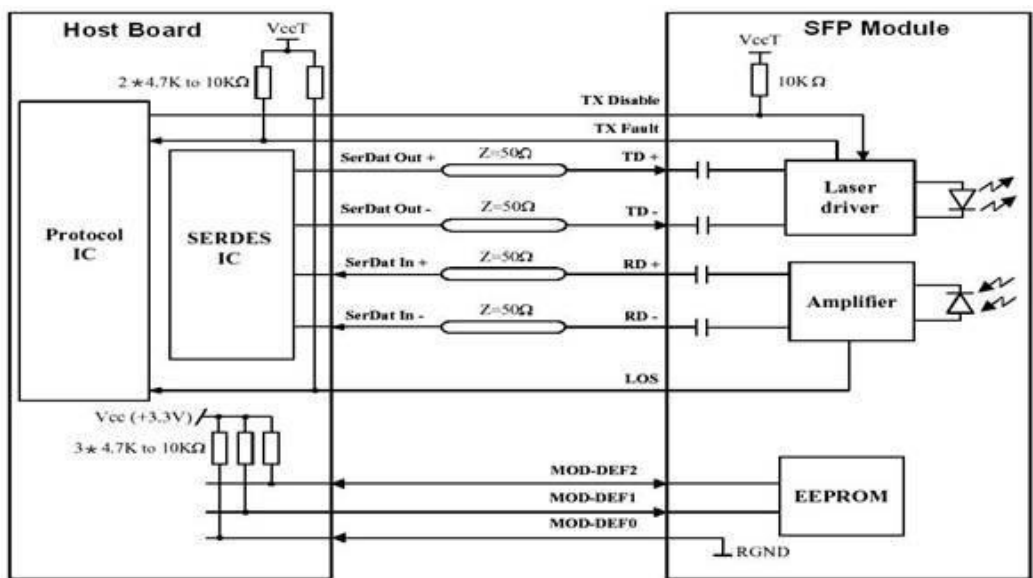 Host Board
SFP Module
VccT
VccT
2★4.7K to 10KΩ
10K Ω
TX Disable
TX Fault
SerDat Out +
Z=50Ω
TD +
Laser
driver
SerDat Out -
Z=50Ω
TD -
Protocol
IC
SERDES
IC
SerDat In +
Z=50Ω
RD +
Amplifier
SerDat In -
Z=50Ω
RD -
LOS
Vcc (+3.3V)
3★4.7K to 10KΩ
MOD-DEF2
MOD-DEF1
EEPROM
MOD-DEF0
RGND